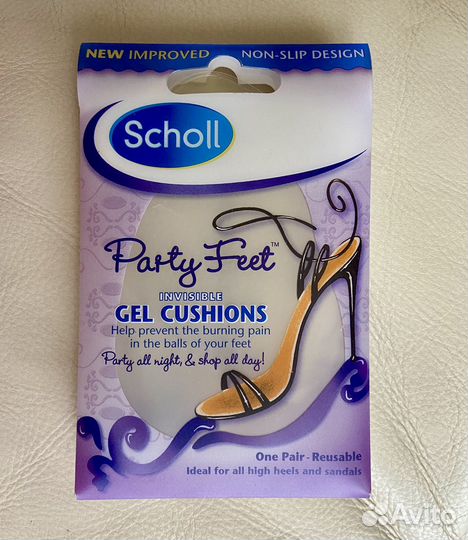 NEW IMPROVED NON-SLIP DESIGN
Scholl
Party Feet™
INVISIBLE
GEL CUSHIONS
Help prevent the burning pain
in the balls of your feet
Party all night, & shop all day!
One Pair - Reusable
Ideal for all high heels and sandals
Avito